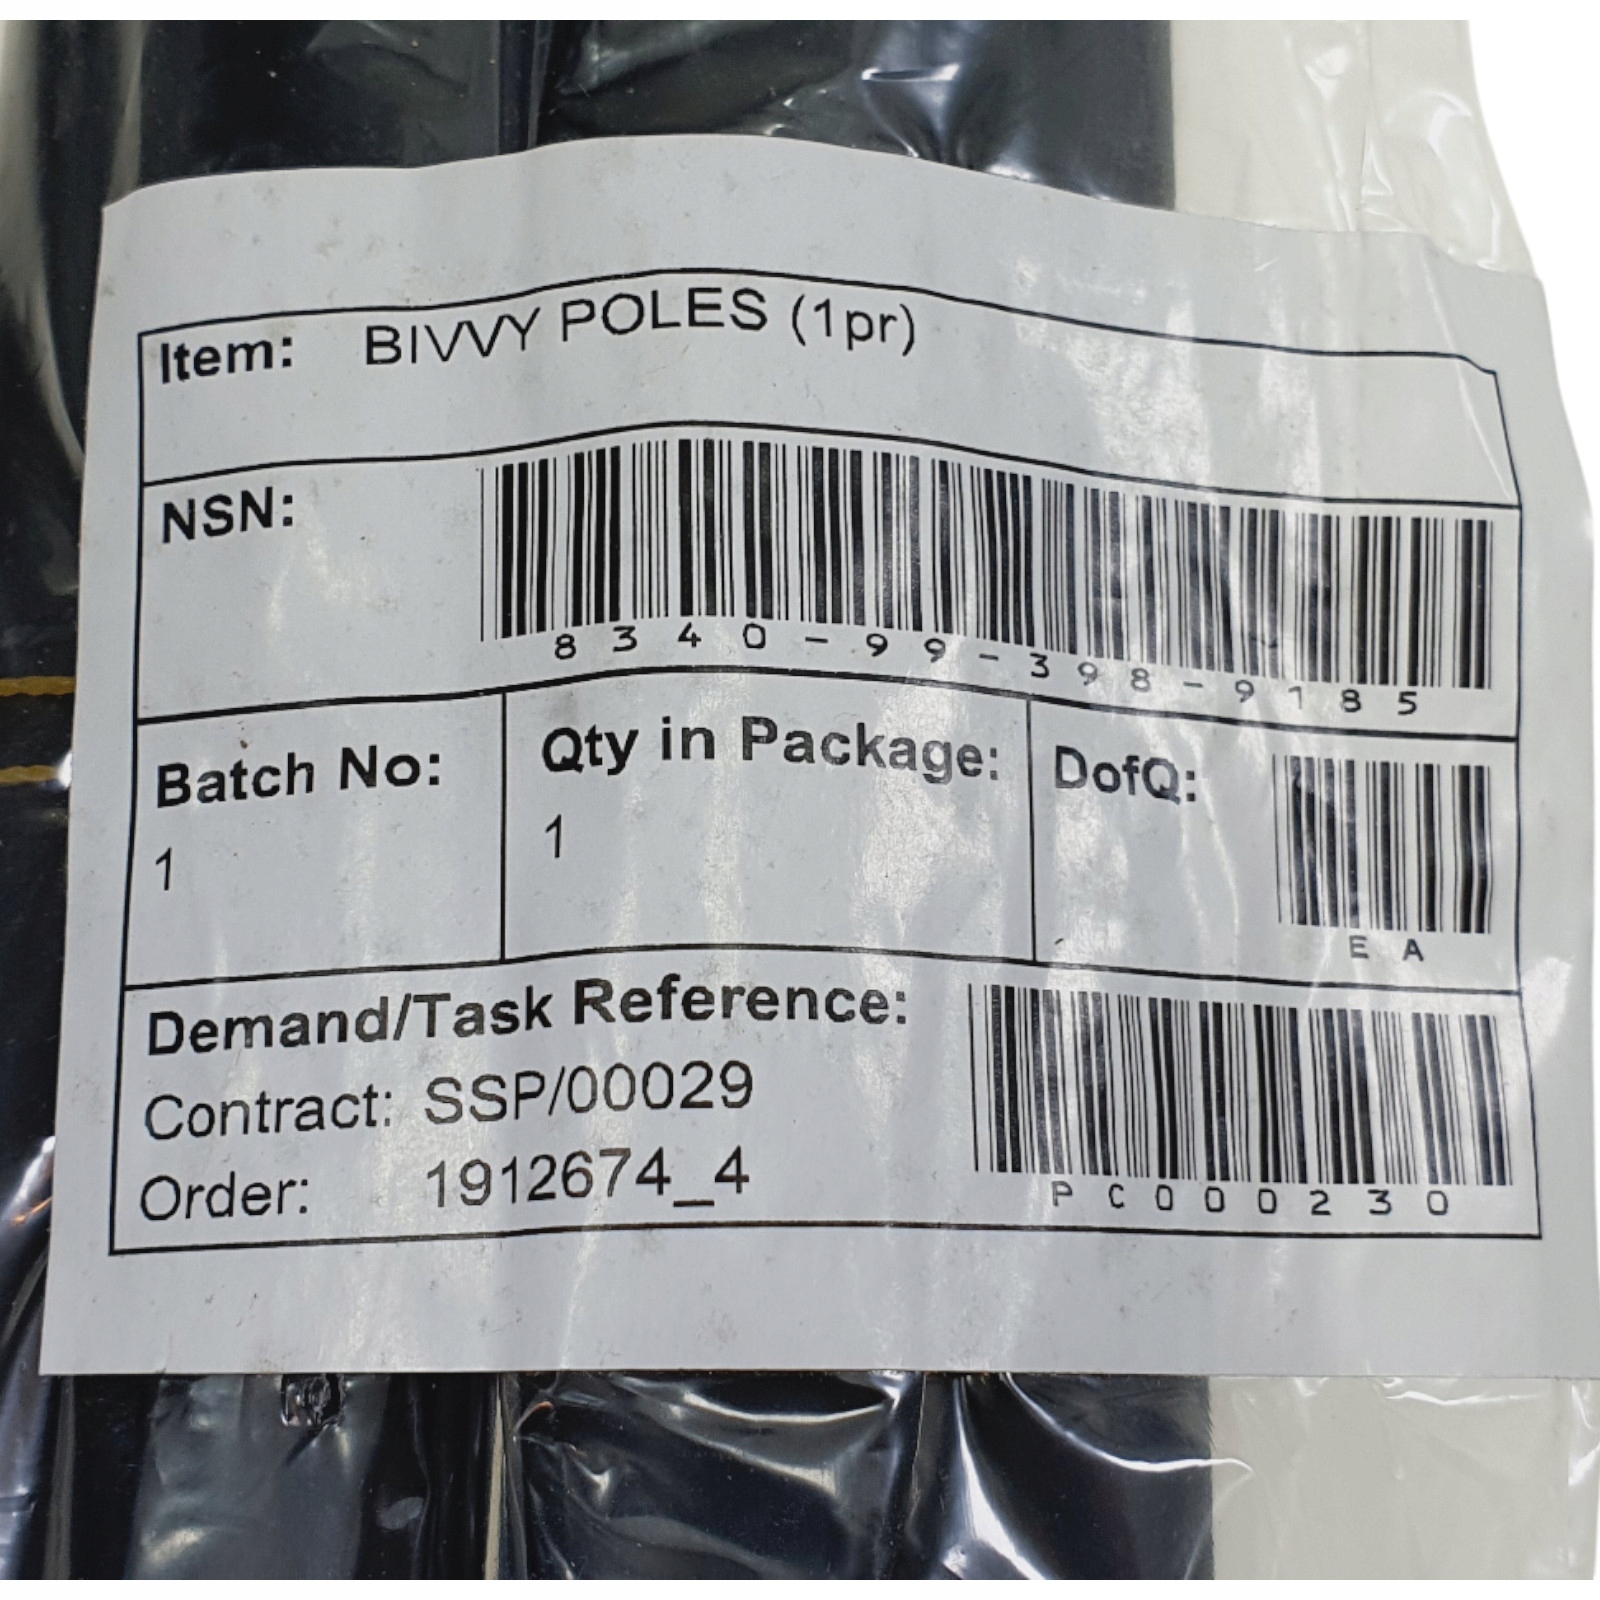 Item: BIVVY POLES (1pr)
NSN:
8340-99-398-9185
Batch No:
1
Qty in Package:
1
DofQ:
EA
Demand/Task Reference:
Contract: SSP/00029
Order: 1912674_4
PC000230